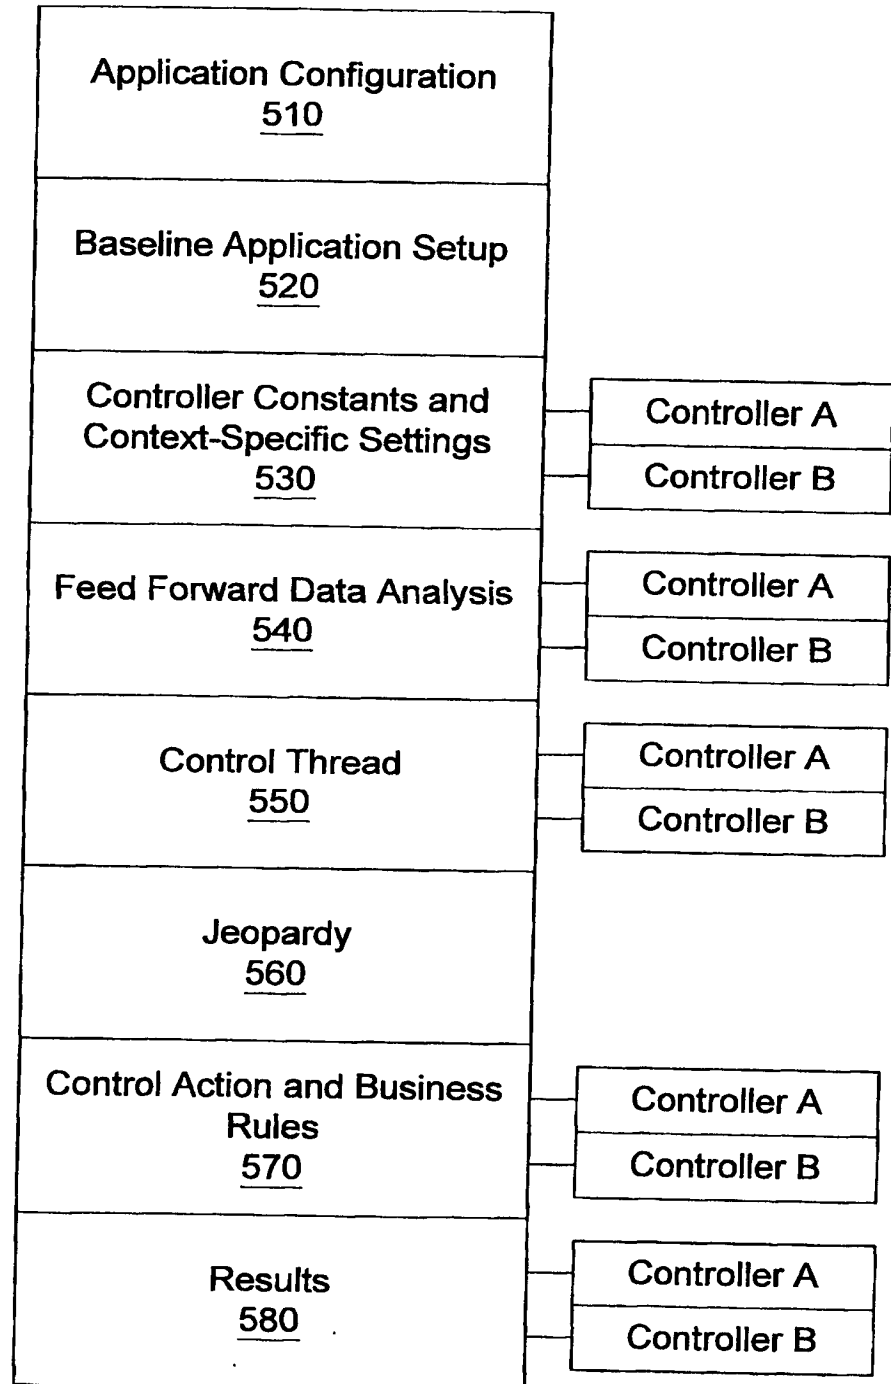 Application Configuration
510
Baseline Application Setup
520
Controller Constants and
Context-Specific Settings
530
Controller A
Controller B
Feed Forward Data Analysis
540
Controller A
Controller B
Control Thread
550
Controller A
Controller B
Jeopardy
560
Control Action and Business
Rules
570
Controller A
Controller B
Results
580
Controller A
Controller B